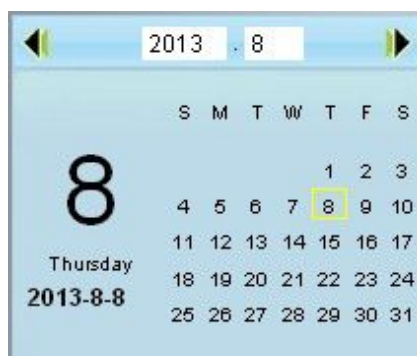 2013 . 8
S M T W T F S
1 2 3
4 5 6 7 8 9 10
11 12 13 14 15 16 17
18 19 20 21 22 23 24
25 26 27 28 29 30 31
8
Thursday
2013-8-8